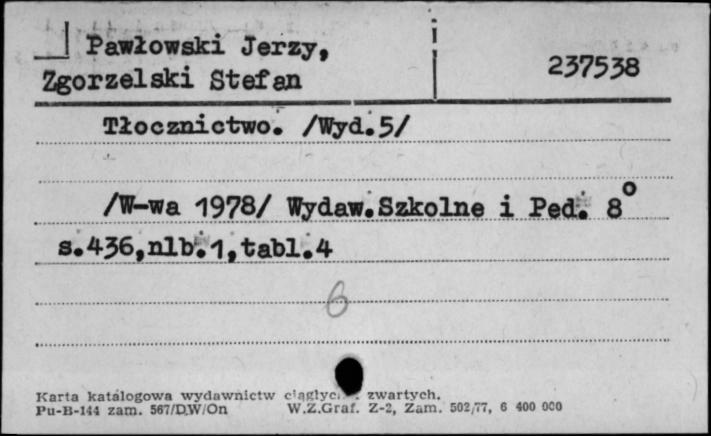 Pawłowski Jerzy,
Zgorzelski Stefan
237538
Tłocznictwo. /Wyd.5/
/W-wa 1978/ Wydaw.Szkolne i Ped. 8°
s.436,nlb.1,tabl.4
6
Karta katalogowa wydawnictw zwartych.
Pu-B-144 zam. 567/D.W/On W.Z.Graf. Z-2, Zam. 502/77, 6 400 000